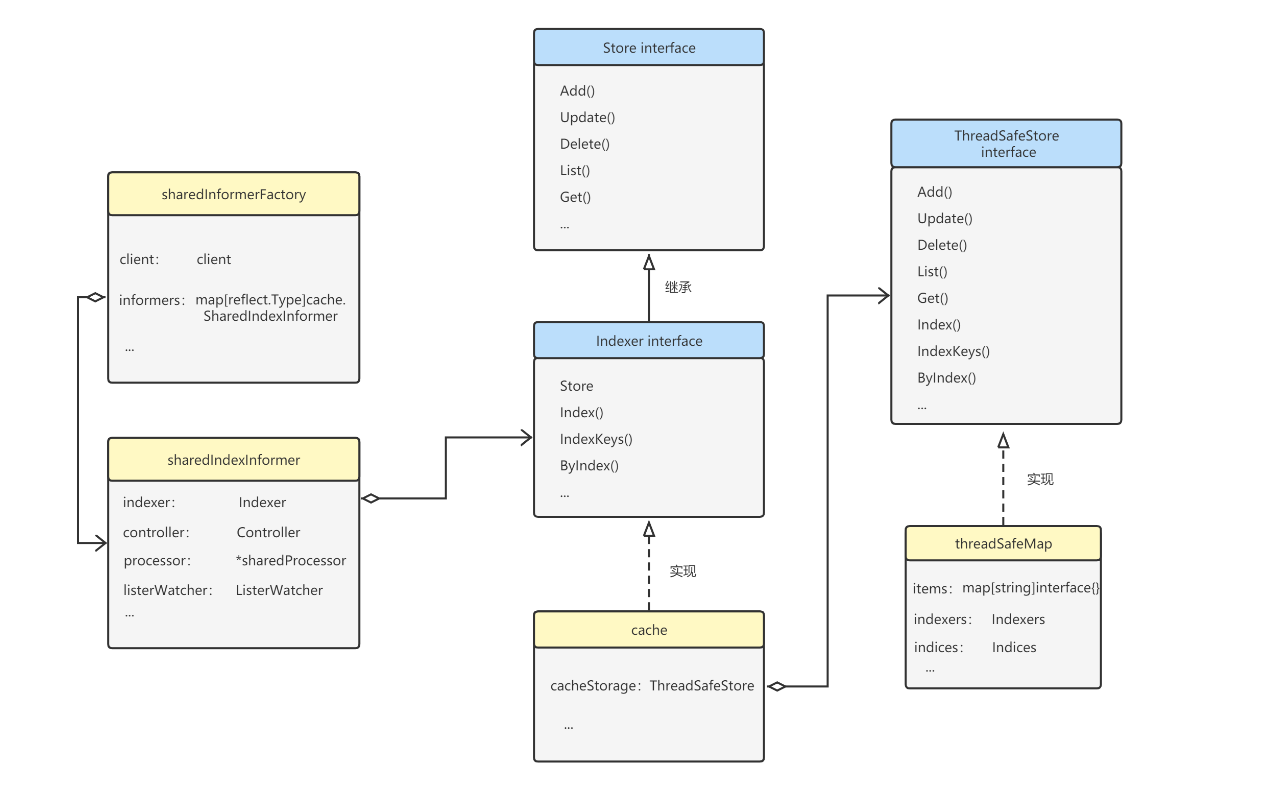 Store interface
Add()
Update()
Delete()
List()
Get()
...
ThreadSafeStore
interface
Add()
Update()
Delete()
List()
Get()
Index()
IndexKeys()
ByIndex()
...
sharedInformerFactory
client： client
informers： map[reflect.Type]cache.
SharedIndexInformer
...
继承
Indexer interface
Store
Index()
IndexKeys()
ByIndex()
...
sharedIndexInformer
indexer： Indexer
controller： Controller
processor： *sharedProcessor
listerWatcher： ListerWatcher
...
实现
实现
threadSafeMap
items： map[string]interface{}
indexers： Indexers
indices： Indices
...
cache
cacheStorage：ThreadSafeStore
...